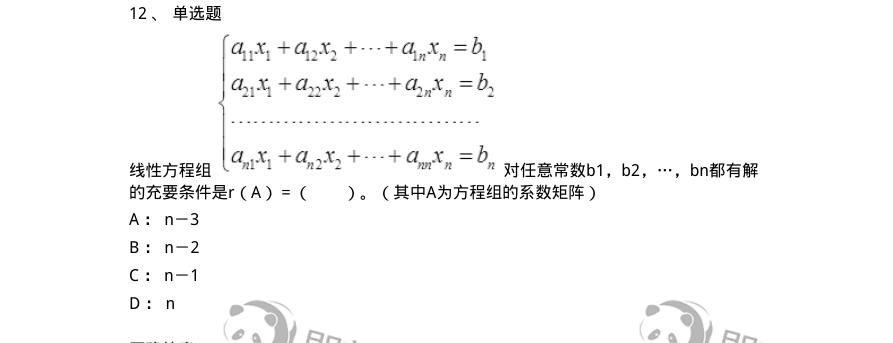 12 、 单选题
a₁₁x₁ + a₁₂x₂ + ⋯ + a₁ₙxₙ = b₁
a₂₁x₁ + a₂₂x₂ + ⋯ + a₂ₙxₙ = b₂
................................
aₙ₁x₁ + aₙ₂x₂ + ⋯ + aₙₙxₙ = bₙ
线性方程组 对任意常数b1，b2，…，bn都有解
的充要条件是r（A）=（　　）。（其中A为方程组的系数矩阵）
A： n－3
B： n－2
C： n－1
D： n